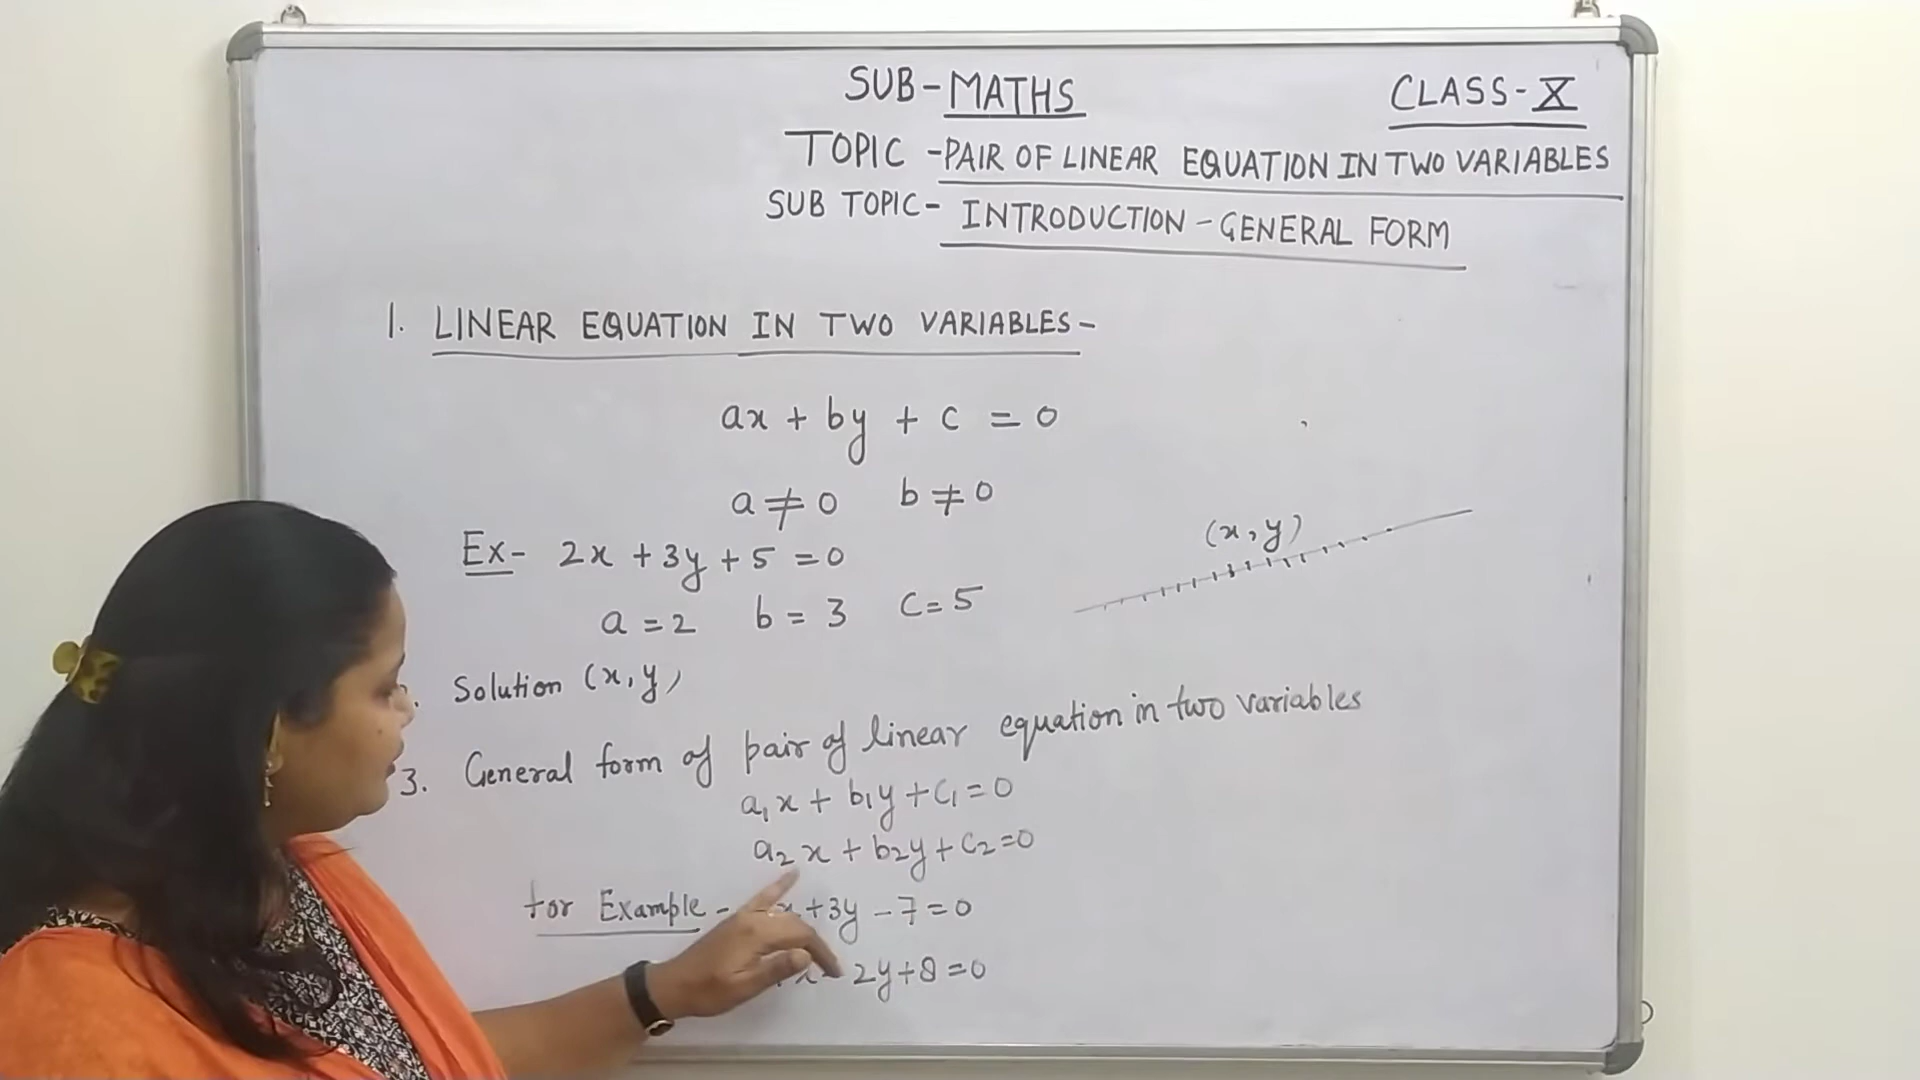 SUB-MATHS
CLASS-X
TOPIC -PAIR OF LINEAR EQUATION IN TWO VARIABLES
SUB TOPIC- INTRODUCTION - GENERAL FORM
1. LINEAR EQUATION IN TWO VARIABLES-
ax + by + c = 0
a ≠ 0 b ≠ 0
Ex- 2x + 3y + 5 = 0
a = 2 b = 3 c = 5
(x, y)
Solution (x, y)
3. General form of pair of linear equation in two variables
a₁x + b₁y + c₁ = 0
a₂x + b₂y + c₂ = 0
for Example - x + 3y - 7 = 0
x - 2y + 8 = 0